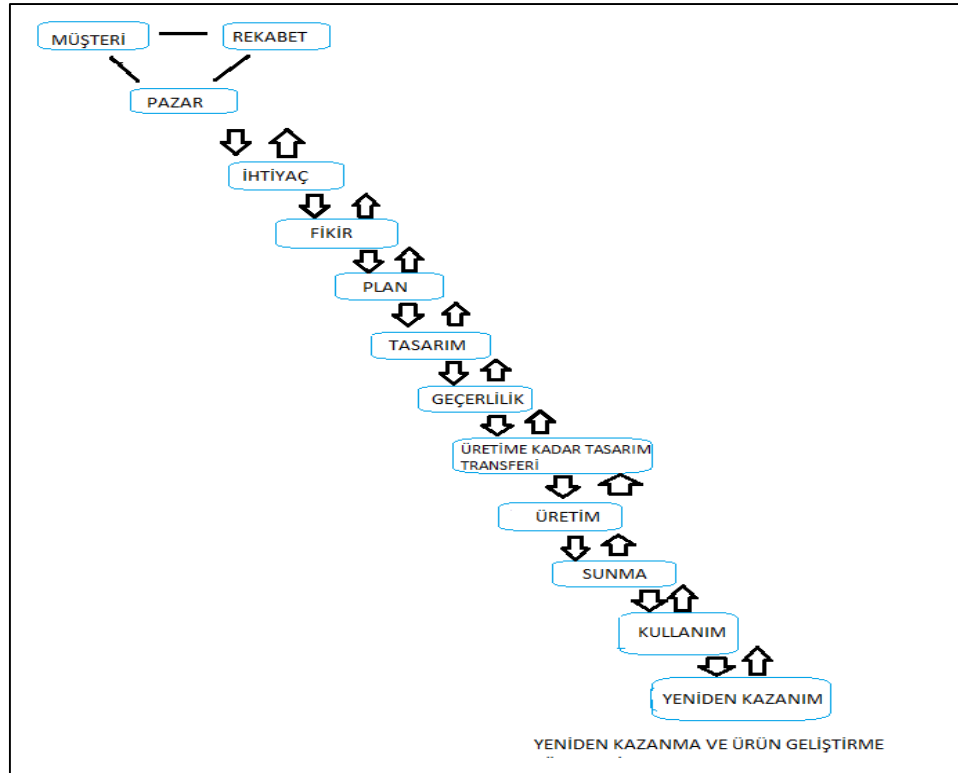 MÜŞTERİ
REKABET
PAZAR
İHTİYAÇ
FİKİR
PLAN
TASARIM
GEÇERLİLİK
ÜRETİME KADAR TASARIM
TRANSFERİ
ÜRETİM
SUNMA
KULLANIM
YENİDEN KAZANIM
YENİDEN KAZANMA VE ÜRÜN GELİŞTİRME